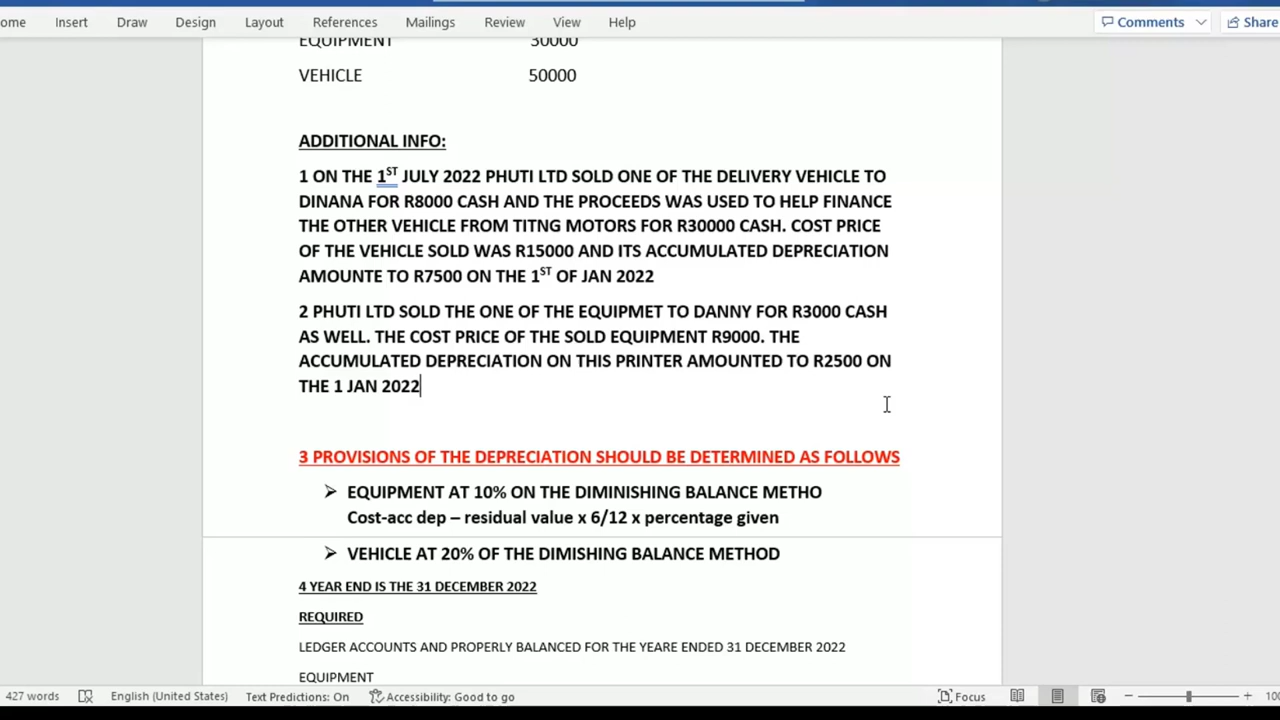 ome Insert Draw Design Layout References Mailings Review View Help Comments Share
EQUIPMENT 30000
VEHICLE 50000
ADDITIONAL INFO:
1 ON THE 1ST JULY 2022 PHUTI LTD SOLD ONE OF THE DELIVERY VEHICLE TO
DINANA FOR R8000 CASH AND THE PROCEEDS WAS USED TO HELP FINANCE
THE OTHER VEHICLE FROM TITNG MOTORS FOR R30000 CASH. COST PRICE
OF THE VEHICLE SOLD WAS R15000 AND ITS ACCUMULATED DEPRECIATION
AMOUNTE TO R7500 ON THE 1ST OF JAN 2022
2 PHUTI LTD SOLD THE ONE OF THE EQUIPMET TO DANNY FOR R3000 CASH
AS WELL. THE COST PRICE OF THE SOLD EQUIPMENT R9000. THE
ACCUMULATED DEPRECIATION ON THIS PRINTER AMOUNTED TO R2500 ON
THE 1 JAN 2022
3 PROVISIONS OF THE DEPRECIATION SHOULD BE DETERMINED AS FOLLOWS
➢ EQUIPMENT AT 10% ON THE DIMINISHING BALANCE METHO
Cost-acc dep – residual value x 6/12 x percentage given
➢ VEHICLE AT 20% OF THE DIMISHING BALANCE METHOD
4 YEAR END IS THE 31 DECEMBER 2022
REQUIRED
LEDGER ACCOUNTS AND PROPERLY BALANCED FOR THE YEARE ENDED 31 DECEMBER 2022
EQUIPMENT
427 words English (United States) Text Predictions: On Accessibility: Good to go Focus 100